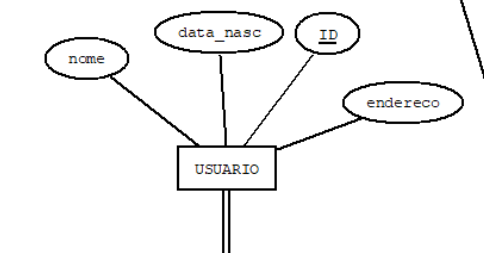 data_nasc
ID
nome
endereco
USUARIO